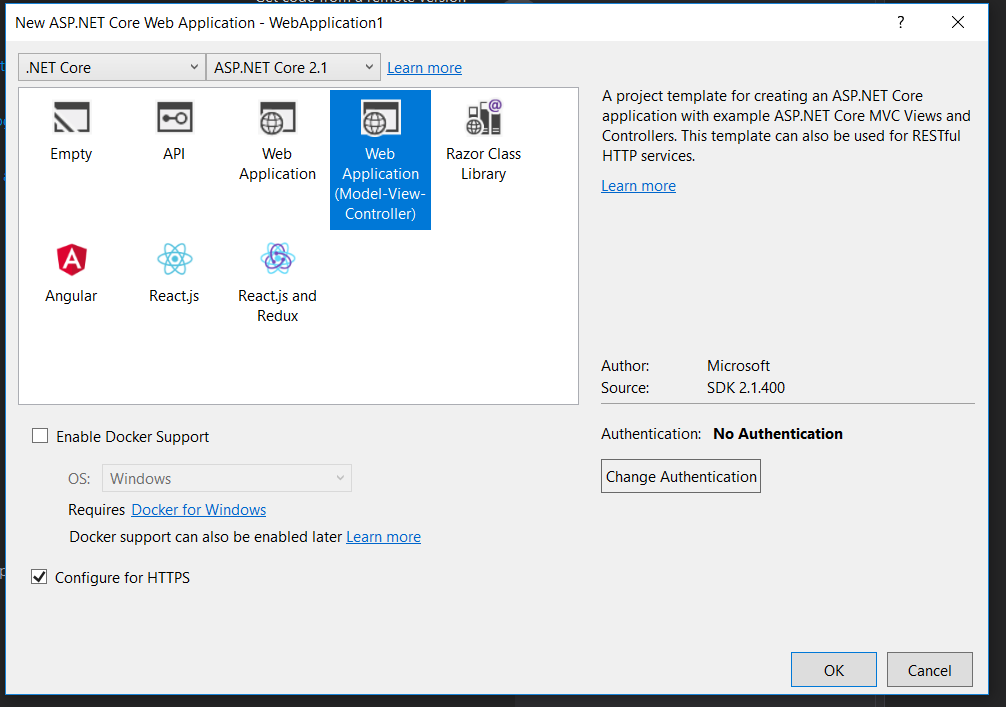 New ASP.NET Core Web Application - WebApplication1
?
.NET Core
ASP.NET Core 2.1
Learn more
Empty
API
Web
Application
Web
Application
(Model-View-
Controller)
Razor Class
Library
Angular
React.js
React.js and
Redux
A project template for creating an ASP.NET Core
application with example ASP.NET Core MVC Views and
Controllers. This template can also be used for RESTful
HTTP services.
Learn more
Author: Microsoft
Source: SDK 2.1.400
Authentication: No Authentication
Change Authentication
Enable Docker Support
OS: Windows
Requires Docker for Windows
Docker support can also be enabled later Learn more
Configure for HTTPS
OK
Cancel